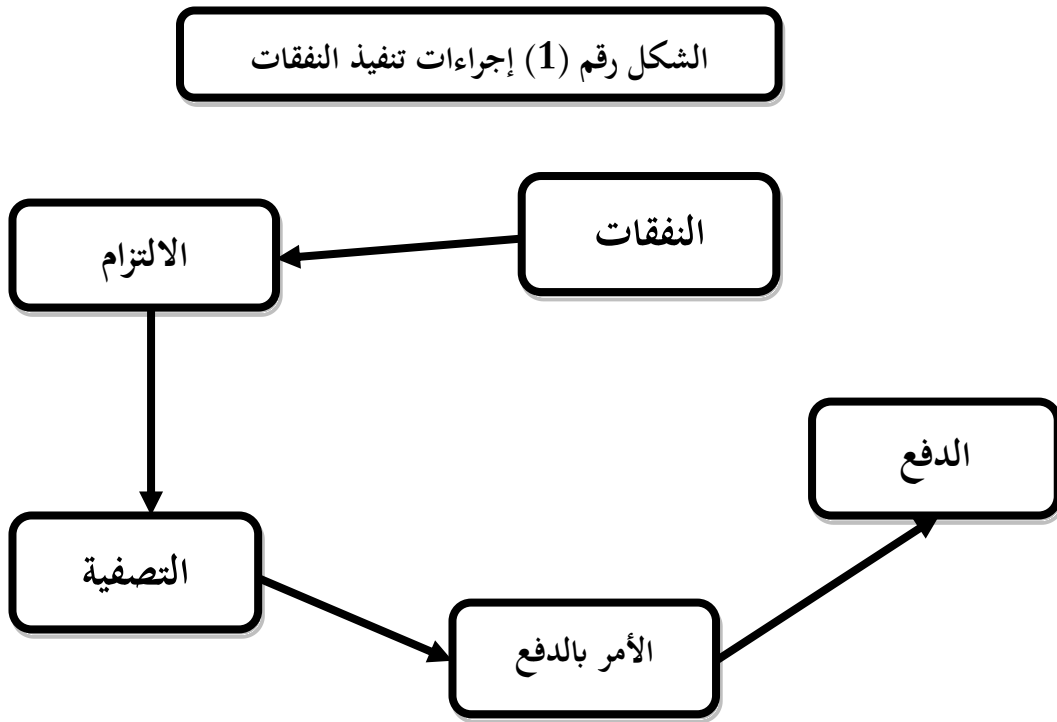 الشكل رقم (1) إجراءات تنفيذ النفقات
النفقات
الالتزام
التصفية
الأمر بالدفع
الدفع